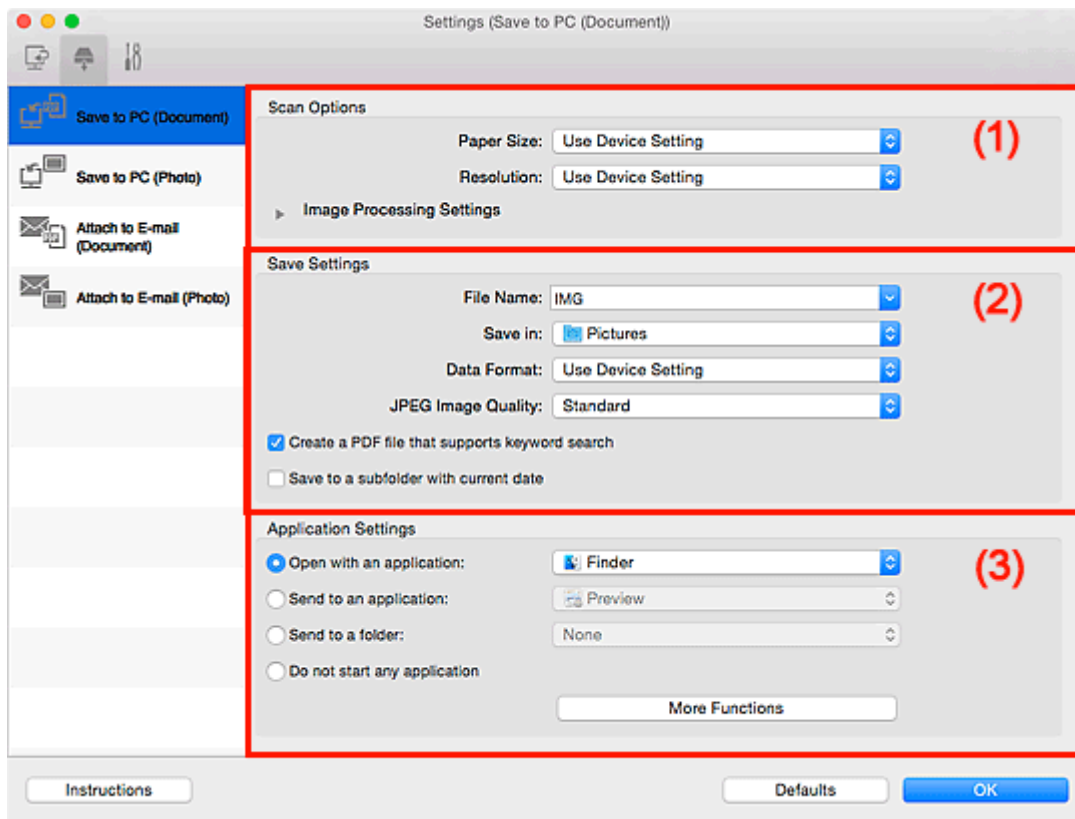 Settings (Save to PC (Document))
Save to PC (Document)
Save to PC (Photo)
Attach to E-mail
(Document)
Attach to E-mail (Photo)
Scan Options
(1)
Paper Size: Use Device Setting
Resolution: Use Device Setting
Image Processing Settings
Save Settings
(2)
File Name: IMG
Save in: Pictures
Data Format: Use Device Setting
JPEG Image Quality: Standard
Create a PDF file that supports keyword search
Save to a subfolder with current date
Application Settings
(3)
Open with an application: Finder
Send to an application: Preview
Send to a folder: None
Do not start any application
More Functions
Instructions
Defaults
OK